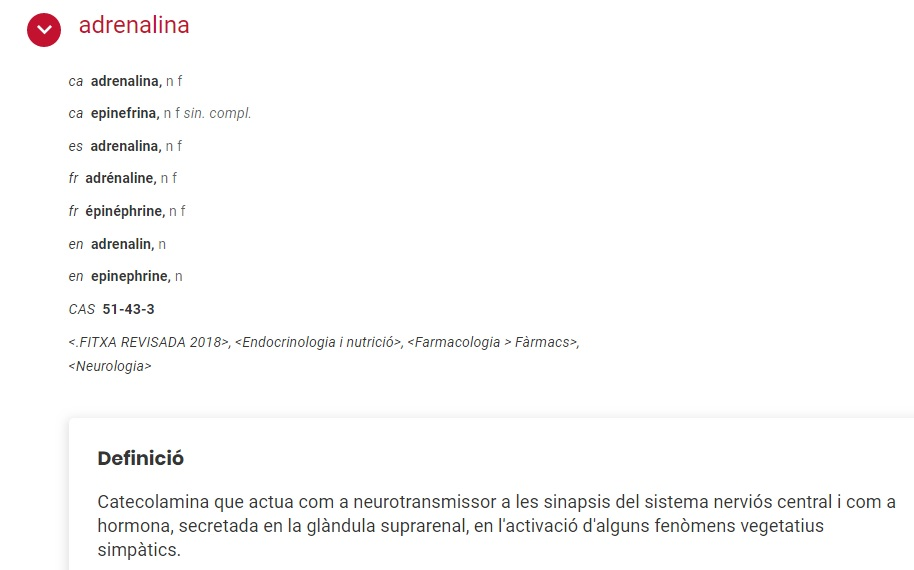 adrenalina
ca adrenalina, n f
ca epinefrina, n f sin. compl.
es adrenalina, n f
fr adrénaline, n f
fr épinéphrine, n f
en adrenalin, n
en epinephrine, n
CAS 51-43-3
<.FITXA REVISADA 2018>, <Endocrinologia i nutrició>, <Farmacologia > Fàrmacs>,
<Neurologia>
Definició
Catecolamina que actua com a neurotransmissor a les sinapsis del sistema nerviós central i com a
hormona, secretada en la glàndula suprarenal, en l'activació d'alguns fenòmens vegetatius
simpàtics.